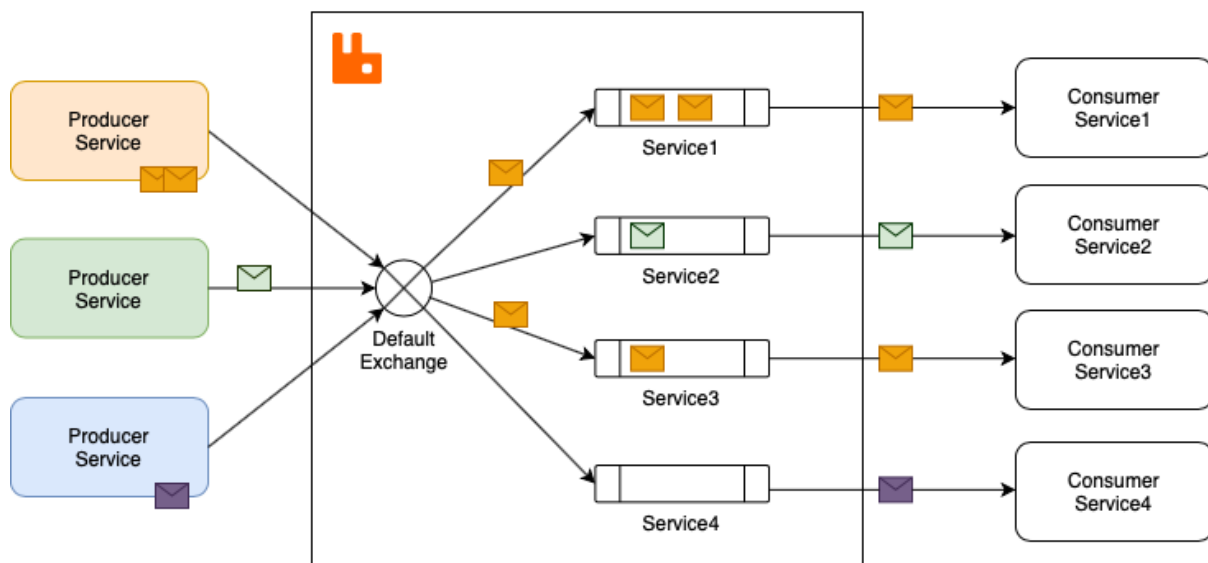 Producer
Service
Producer
Service
Producer
Service
Default
Exchange
Service1
Service2
Service3
Service4
Consumer
Service1
Consumer
Service2
Consumer
Service3
Consumer
Service4